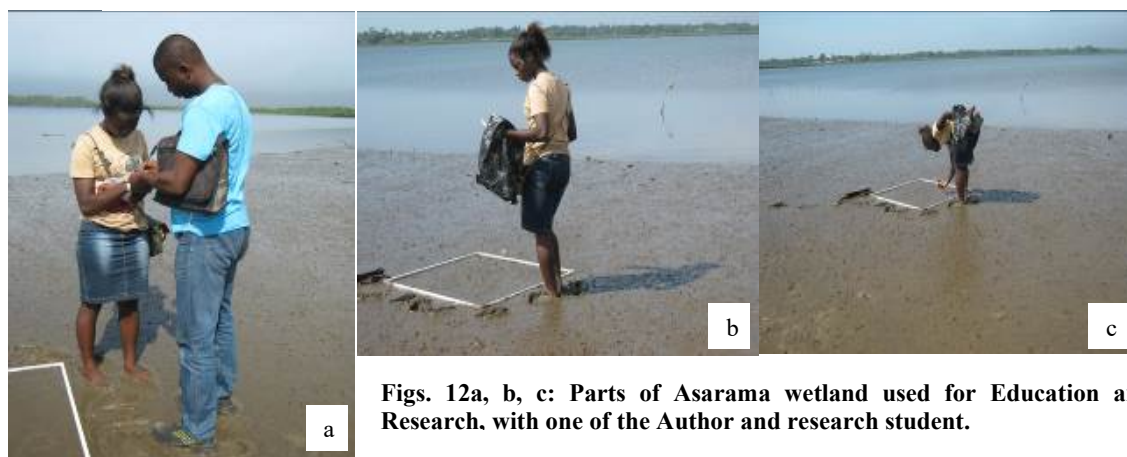 a
b
c
Figs. 12a, b, c: Parts of Asarama wetland used for Education a
Research, with one of the Author and research student.